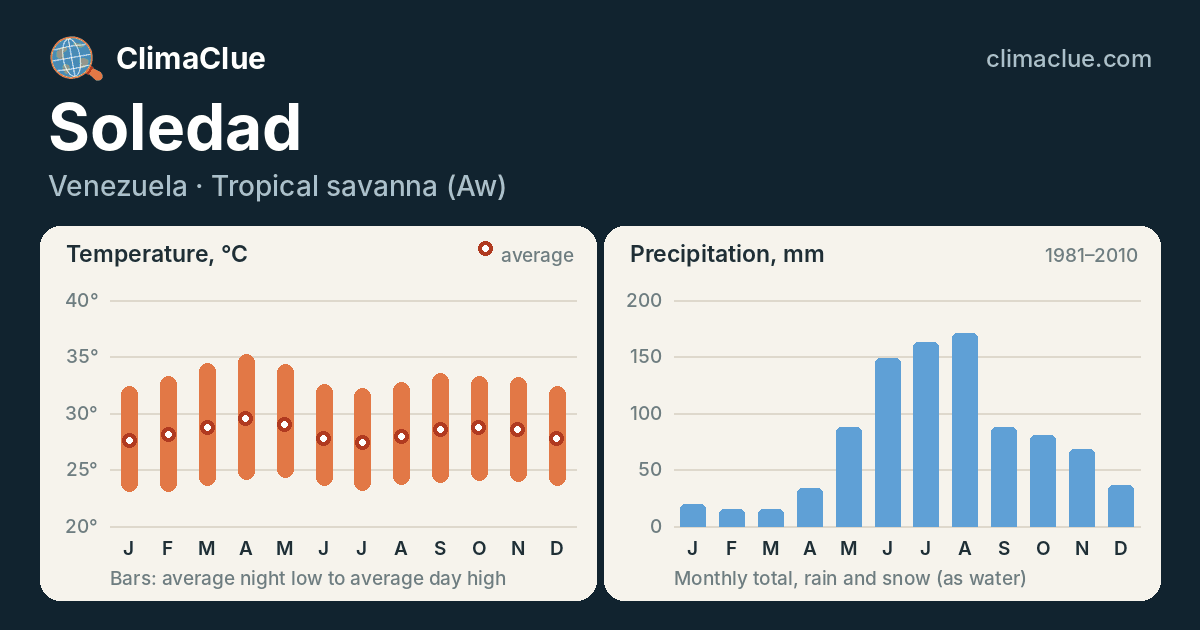 ClimaClue
climaclue.com
Soledad
Venezuela · Tropical savanna (Aw)
Temperature, °C
average
40°
35°
30°
25°
20°
J F M A M J J A S O N D
Bars: average night low to average day high
Precipitation, mm
1981–2010
200
150
100
50
0
J F M A M J J A S O N D
Monthly total, rain and snow (as water)